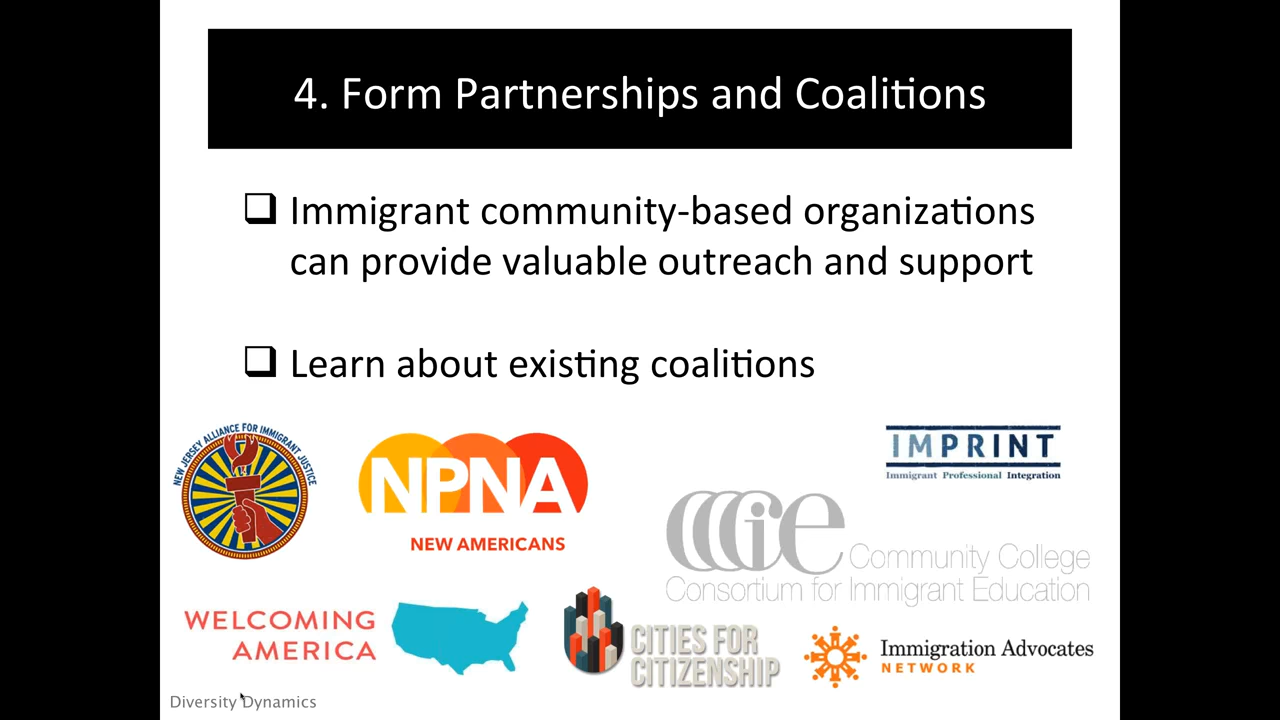 4. Form Partnerships and Coalitions
Immigrant community-based organizations
can provide valuable outreach and support
Learn about existing coalitions
NEW JERSEY ALLIANCE FOR IMMIGRANT JUSTICE
NPNA
NEW AMERICANS
IMPRINT
Immigrant Professional Integration
CCCie
Community College
Consortium for Immigrant Education
WELCOMING
AMERICA
CITIES FOR
CITIZENSHIP
Immigration Advocates
NETWORK
Diversity Dynamics